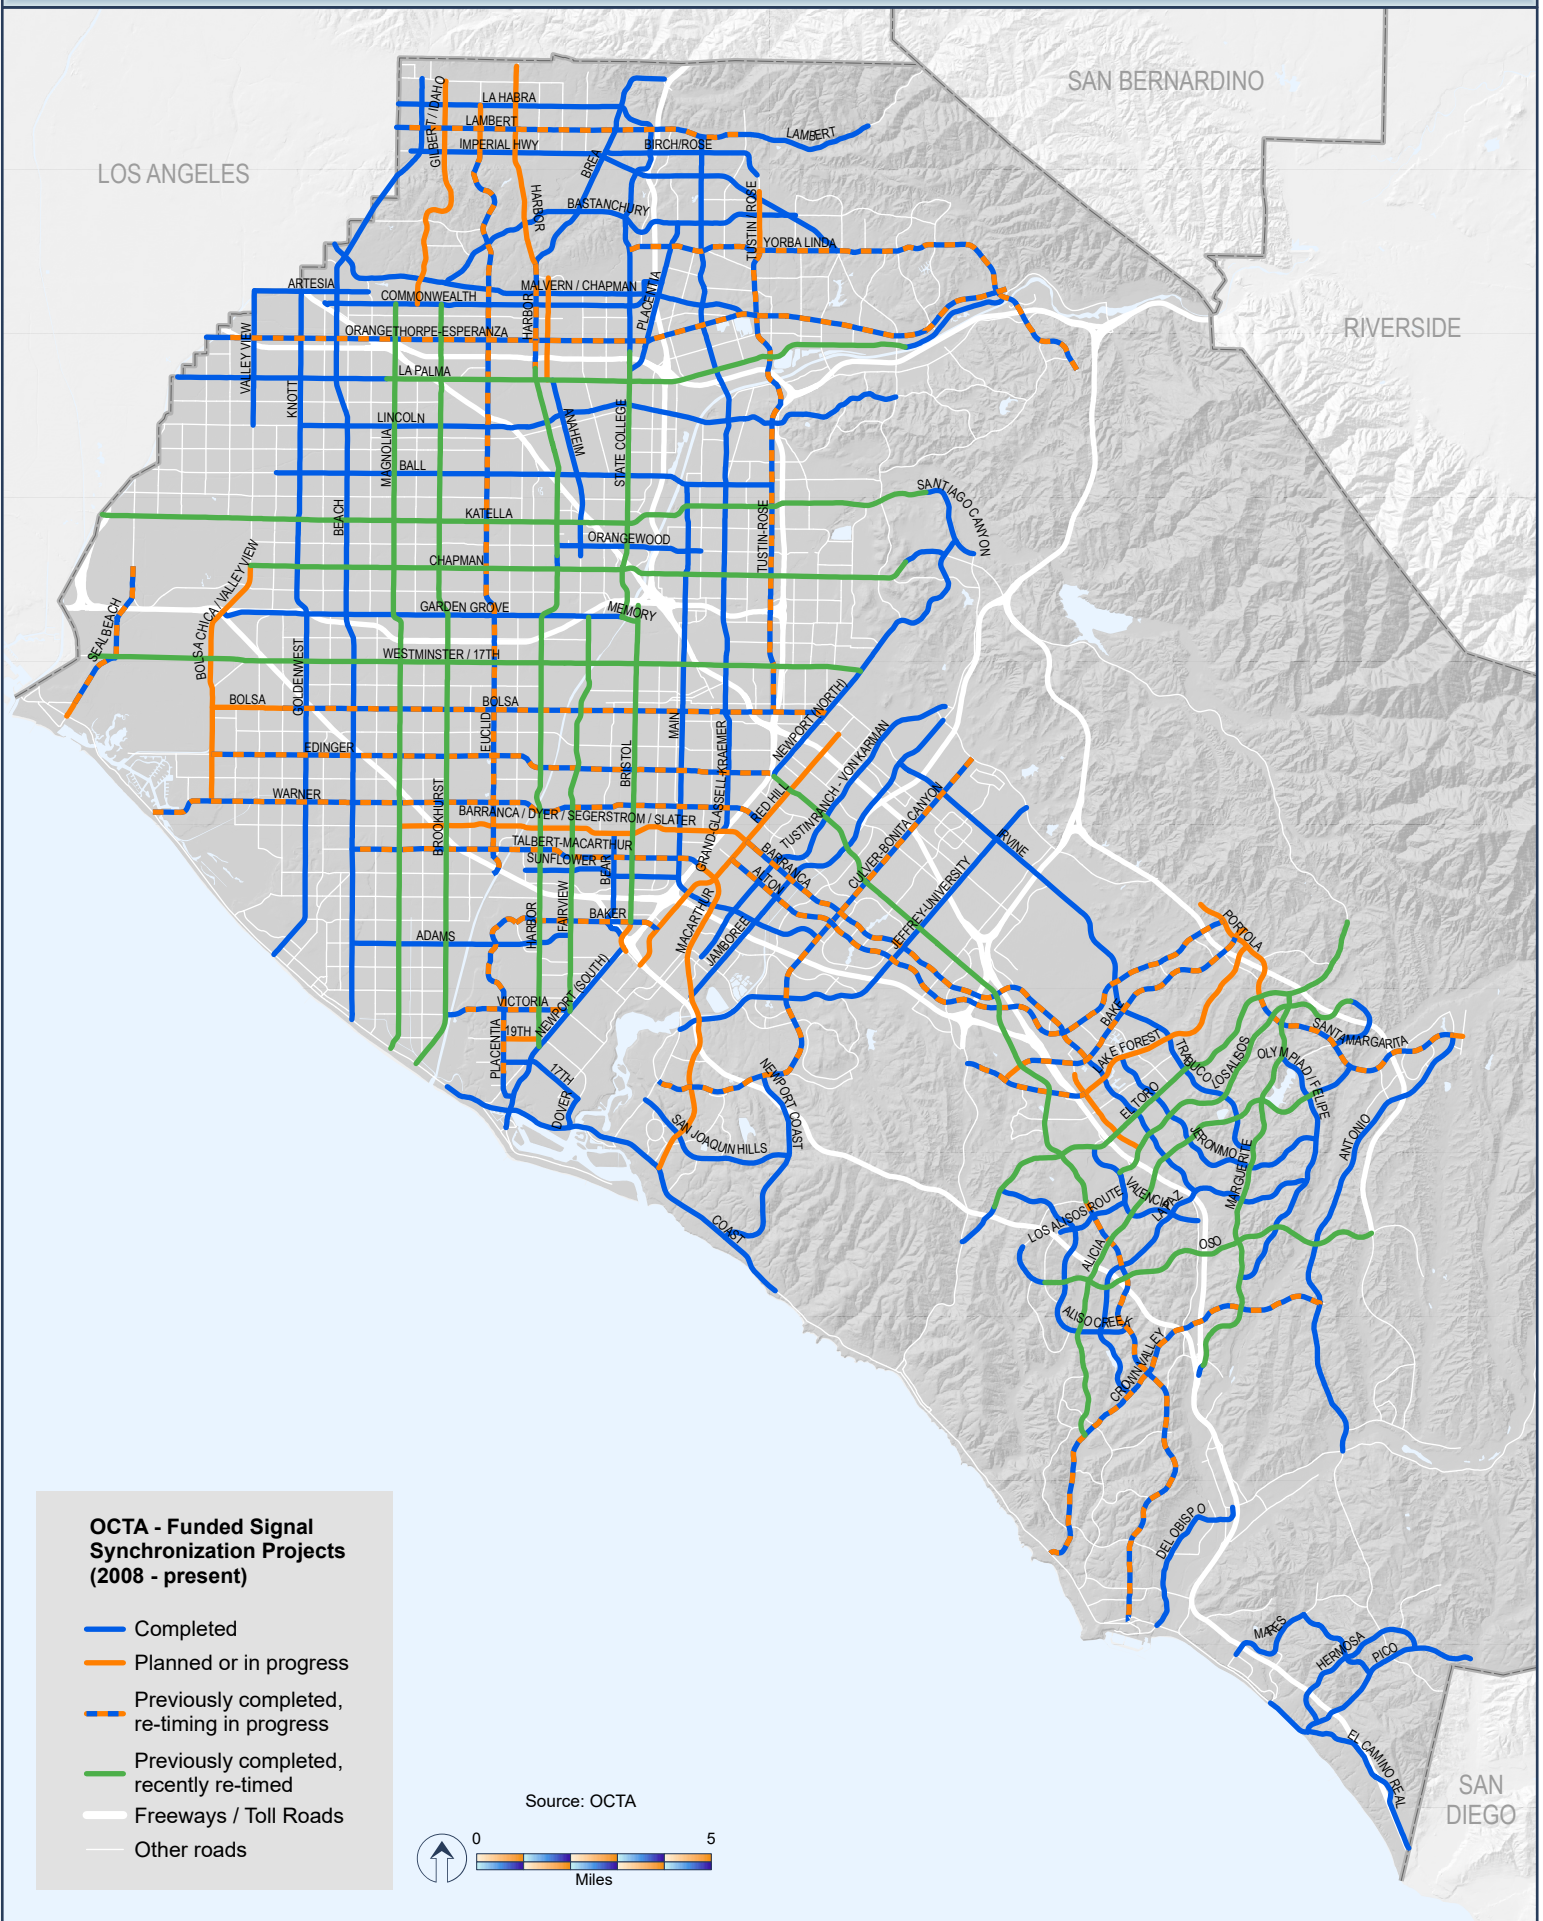 SAN BERNARDINO
LOS ANGELES
RIVERSIDE
LA HABRA
GILBERT / IDAHO
LAMBERT
LAMBERT
IMPERIAL HWY
BIRCH/ROSE
BREA
HARBOR
BASTANCHURY
TUSTIN / ROSE
YORBA LINDA
ARTESIA
MALVERN / CHAPMAN
COMMONWEALTH
PLACENTIA
HARBOR
ORANGETHORPE-ESPERANZA
VALLEY VIEW
LA PALMA
KNOTT
LINCOLN
ANAHEIM
STATE COLLEGE
MAGNOLIA
BALL
SANTIAGO CANYON
BEACH
KATELLA
TUSTIN-ROSE
ORANGEWOOD
CHAPMAN
BOLSA CHICA / VALLEY VIEW
GARDEN GROVE
MEMORY
SEAL BEACH
WESTMINSTER / 17TH
GOLDENWEST
BOLSA
BOLSA
EUCLID
MAIN
NEWPORT (NORTH)
EDINGER
BRISTOL
GRAND-GLASSELL-KRAEMER
TUSTIN RANCH - VON KARMAN
WARNER
RED HILL
BROOKHURST
BARRANCA / DYER / SEGERSTROM / SLATER
CULVER-BONITA CANYON
TALBERT-MACARTHUR
SUNFLOWER
BEAR
BARRANCA
ALTON
IRVINE
JEFFREY-UNIVERSITY
HARBOR
FAIRVIEW
BAKER
MACARTHUR
JAMBOREE
ADAMS
PORTOLA
VICTORIA
NEWPORT (SOUTH)
19TH
PLACENTIA
BAKE
LAKE FOREST
TRABUCO
LOS ALISOS
SANTA MARGARITA
OLYMPIAD / FELIPE
17TH
DOVER
NEWPORT COAST
EL TORO
SAN JOAQUIN HILLS
JERONIMO
ANTONIO
MARGUERITE
VALENCIA
LA PAZ
LOS ALISOS ROUTE
COAST
ALICIA
OSO
ALISO CREEK
CROWN VALLEY
DEL OBISPO
MARES
HERMOSA
PICO
EL CAMINO REAL
SAN
DIEGO
OCTA - Funded Signal
Synchronization Projects
(2008 - present)
Completed
Planned or in progress
Previously completed,
re-timing in progress
Previously completed,
recently re-timed
Freeways / Toll Roads
Other roads
Source: OCTA
0 5
Miles